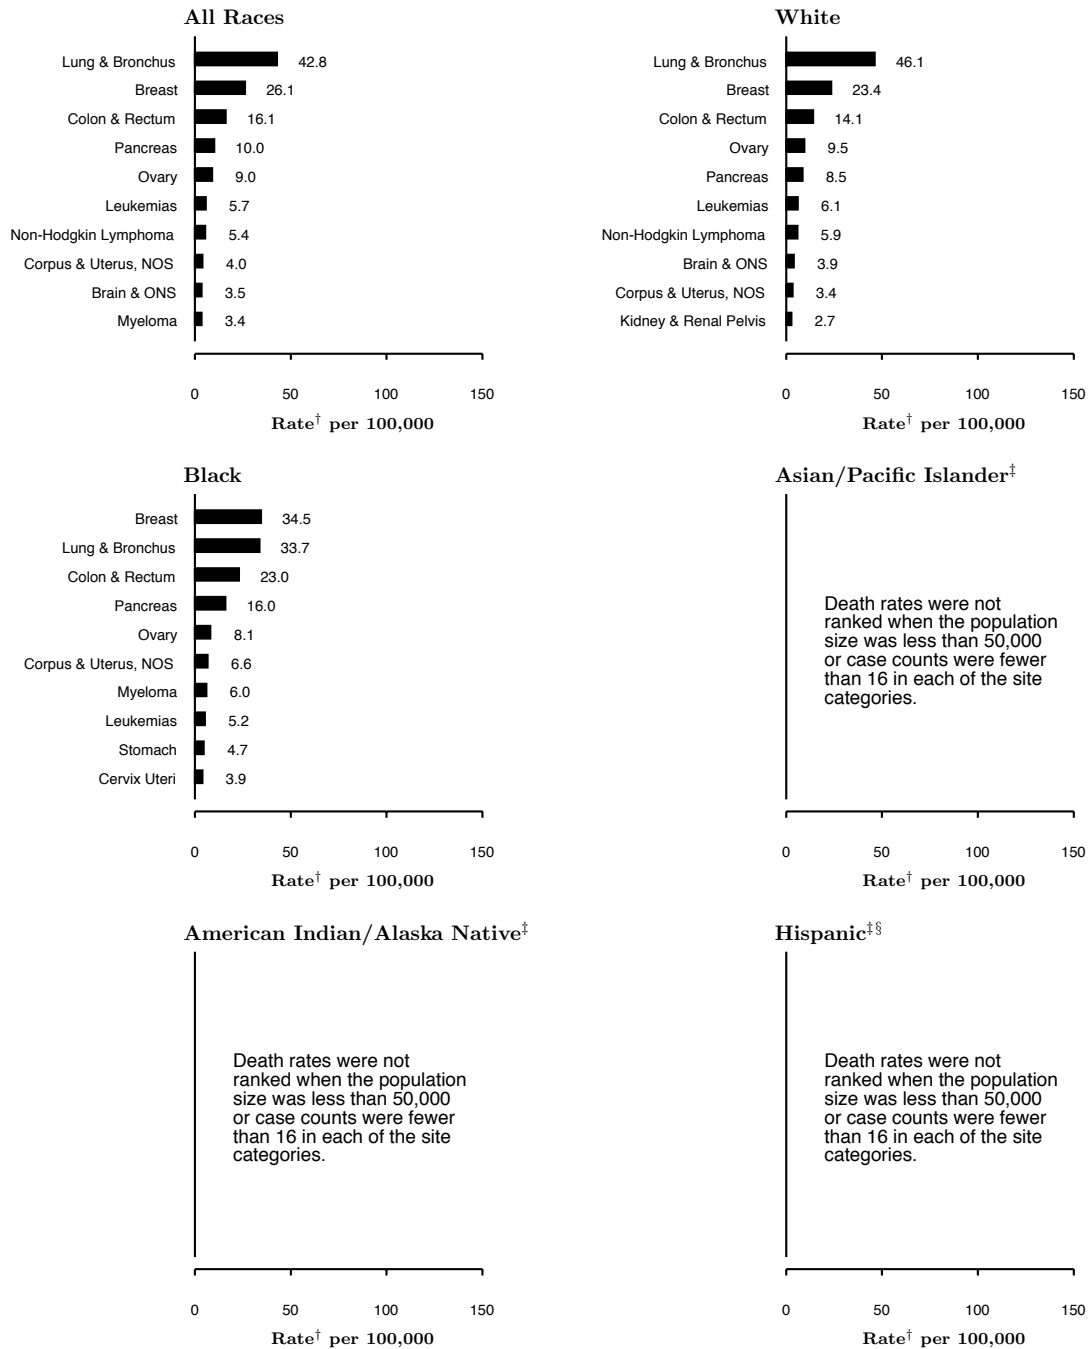 All Races
Lung & Bronchus 42.8
Breast 26.1
Colon & Rectum 16.1
Pancreas 10.0
Ovary 9.0
Leukemias 5.7
Non-Hodgkin Lymphoma 5.4
Corpus & Uterus, NOS 4.0
Brain & ONS 3.5
Myeloma 3.4
0 50 100 150
Rate† per 100,000
White
Lung & Bronchus 46.1
Breast 23.4
Colon & Rectum 14.1
Ovary 9.5
Pancreas 8.5
Leukemias 6.1
Non-Hodgkin Lymphoma 5.9
Brain & ONS 3.9
Corpus & Uterus, NOS 3.4
Kidney & Renal Pelvis 2.7
0 50 100 150
Rate† per 100,000
Black
Breast 34.5
Lung & Bronchus 33.7
Colon & Rectum 23.0
Pancreas 16.0
Ovary 8.1
Corpus & Uterus, NOS 6.6
Myeloma 6.0
Leukemias 5.2
Stomach 4.7
Cervix Uteri 3.9
0 50 100 150
Rate† per 100,000
Asian/Pacific Islander‡
Death rates were not
ranked when the population
size was less than 50,000
or case counts were fewer
than 16 in each of the site
categories.
0 50 100 150
Rate† per 100,000
American Indian/Alaska Native‡
Death rates were not
ranked when the population
size was less than 50,000
or case counts were fewer
than 16 in each of the site
categories.
0 50 100 150
Rate† per 100,000
Hispanic‡§
Death rates were not
ranked when the population
size was less than 50,000
or case counts were fewer
than 16 in each of the site
categories.
0 50 100 150
Rate† per 100,000